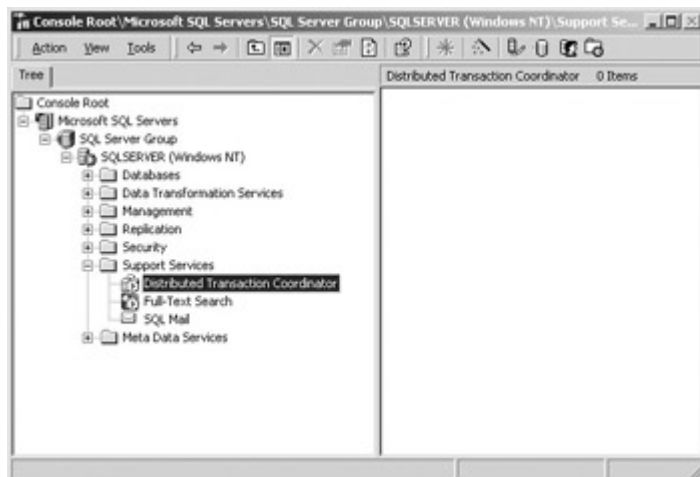 Console Root\Microsoft SQL Servers\SQL Server Group\SQLSERVER (Windows NT)\Support Se...
Action View Tools
Tree
Distributed Transaction Coordinator 0 Items
Console Root
Microsoft SQL Servers
SQL Server Group
SQLSERVER (Windows NT)
Databases
Data Transformation Services
Management
Replication
Security
Support Services
Distributed Transaction Coordinator
Full-Text Search
SQL Mail
Meta Data Services